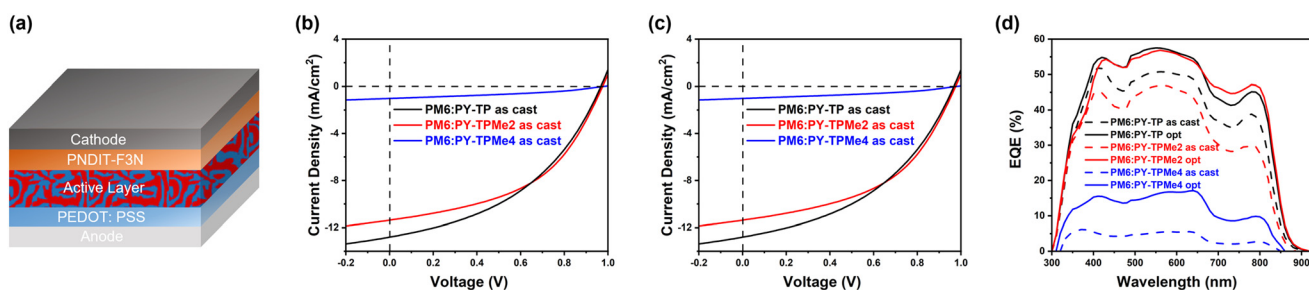 (a)
Cathode
PNDIT-F3N
Active Layer
PEDOT: PSS
Anode
(b)
Current Density (mA/cm²)
4
0
-4
-8
-12
-0.2
0.0
0.2
0.4
0.6
0.8
1.0
Voltage (V)
PM6:PY-TP as cast
PM6:PY-TPMe2 as cast
PM6:PY-TPMe4 as cast
(c)
Current Density (mA/cm²)
4
0
-4
-8
-12
-0.2
0.0
0.2
0.4
0.6
0.8
1.0
Voltage (V)
PM6:PY-TP as cast
PM6:PY-TPMe2 as cast
PM6:PY-TPMe4 as cast
(d)
EQE (%)
60
50
40
30
20
10
0
300
400
500
600
700
800
900
Wavelength (nm)
PM6:PY-TP as cast
PM6:PY-TP opt
PM6:PY-TPMe2 as cast
PM6:PY-TPMe2 opt
PM6:PY-TPMe4 as cast
PM6:PY-TPMe4 opt